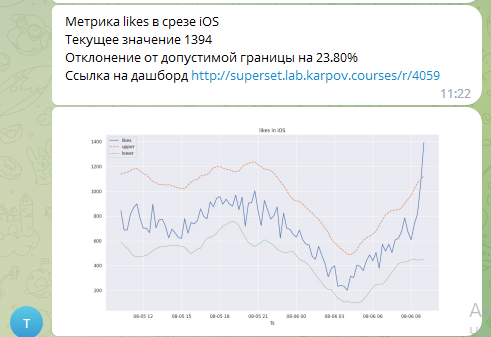 Метрика likes в срезе iOS
Текущее значение 1394
Отклонение от допустимой границы на 23.80%
Ссылка на дашборд http://superset.lab.karpov.courses/r/4059
11:22
likes in iOS
likes
upper
lower
1400
1200
1000
800
600
400
200
08-05 12 08-05 15 08-05 18 08-05 21 08-06 00 08-06 03 08-06 06 08-06 09
ts
T